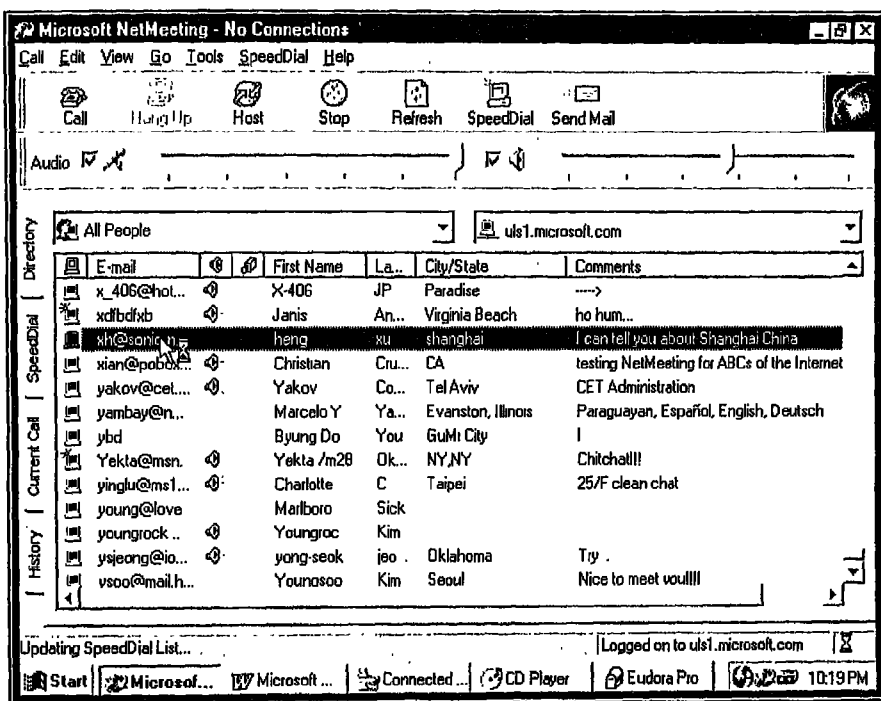 Microsoft NetMeeting - No Connections
Call Edit View Go Tools SpeedDial Help
Call Hang Up Host Stop Refresh SpeedDial Send Mail
Audio
Directory
SpeedDial
Current Call
History
All People uls1.microsoft.com
E-mail First Name La... City/State Comments
x_406@hot... X-406 JP Paradise ---->
xdfbdfxb Janis An... Virginia Beach ho hum...
xh@sonic.n heng xu shanghai I can tell you about Shanghai China
xian@pobox... Christian Cru... CA testing NetMeeting for ABCs of the Internet
yakov@cet.... Yakov Co... Tel Aviv CET Administration
yambay@n... Marcelo Y Ya... Evanston, Illinois Paraguayan, Español, English, Deutsch
ybd Byung Do You GuMi City I
Yekta@msn. Yekta /m28 Ok... NY,NY Chitchat!!!
yinglu@ms1... Charlotte C Taipei 25/F clean chat
young@love Marlboro Sick
youngrock .. Youngroc Kim
ysjeong@io... yong-seok jeo . Oklahoma Try .
ysoo@mail.h... Youngsoo Kim Seoul Nice to meet you!!!!
Updating SpeedDial List... Logged on to uls1.microsoft.com
Start Microsof... Microsoft ... Connected ... CD Player Eudora Pro 10:19 PM